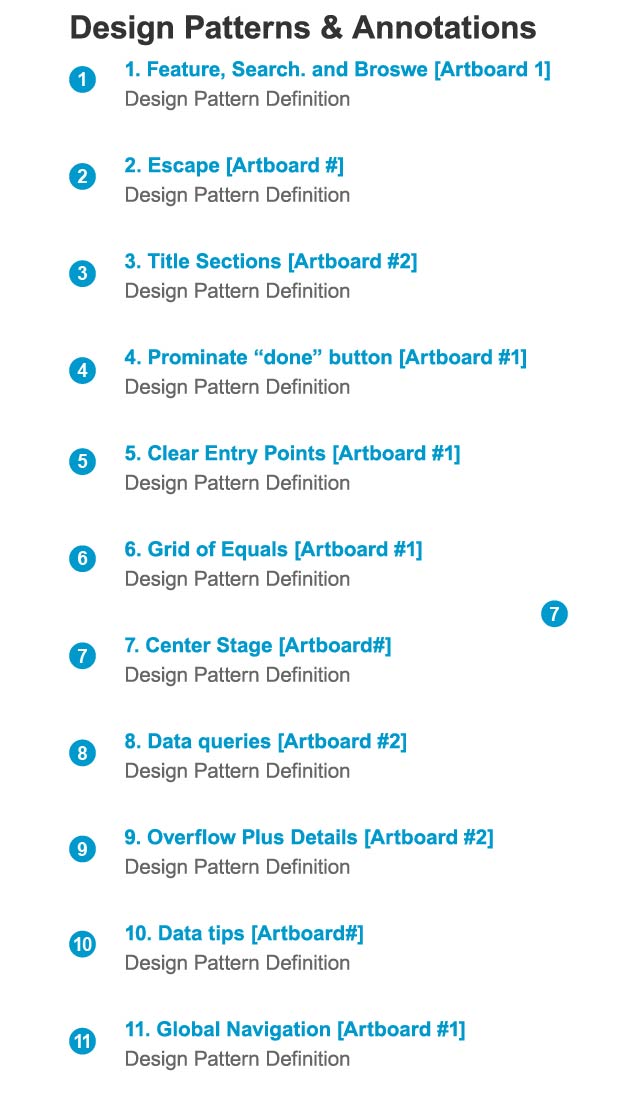 Design Patterns & Annotations
1 1. Feature, Search. and Broswe [Artboard 1]
Design Pattern Definition
2 2. Escape [Artboard #]
Design Pattern Definition
3 3. Title Sections [Artboard #2]
Design Pattern Definition
4 4. Prominate “done” button [Artboard #1]
Design Pattern Definition
5 5. Clear Entry Points [Artboard #1]
Design Pattern Definition
6 6. Grid of Equals [Artboard #1]
Design Pattern Definition
7
7 7. Center Stage [Artboard#]
Design Pattern Definition
8 8. Data queries [Artboard #2]
Design Pattern Definition
9 9. Overflow Plus Details [Artboard #2]
Design Pattern Definition
10 10. Data tips [Artboard#]
Design Pattern Definition
11 11. Global Navigation [Artboard #1]
Design Pattern Definition